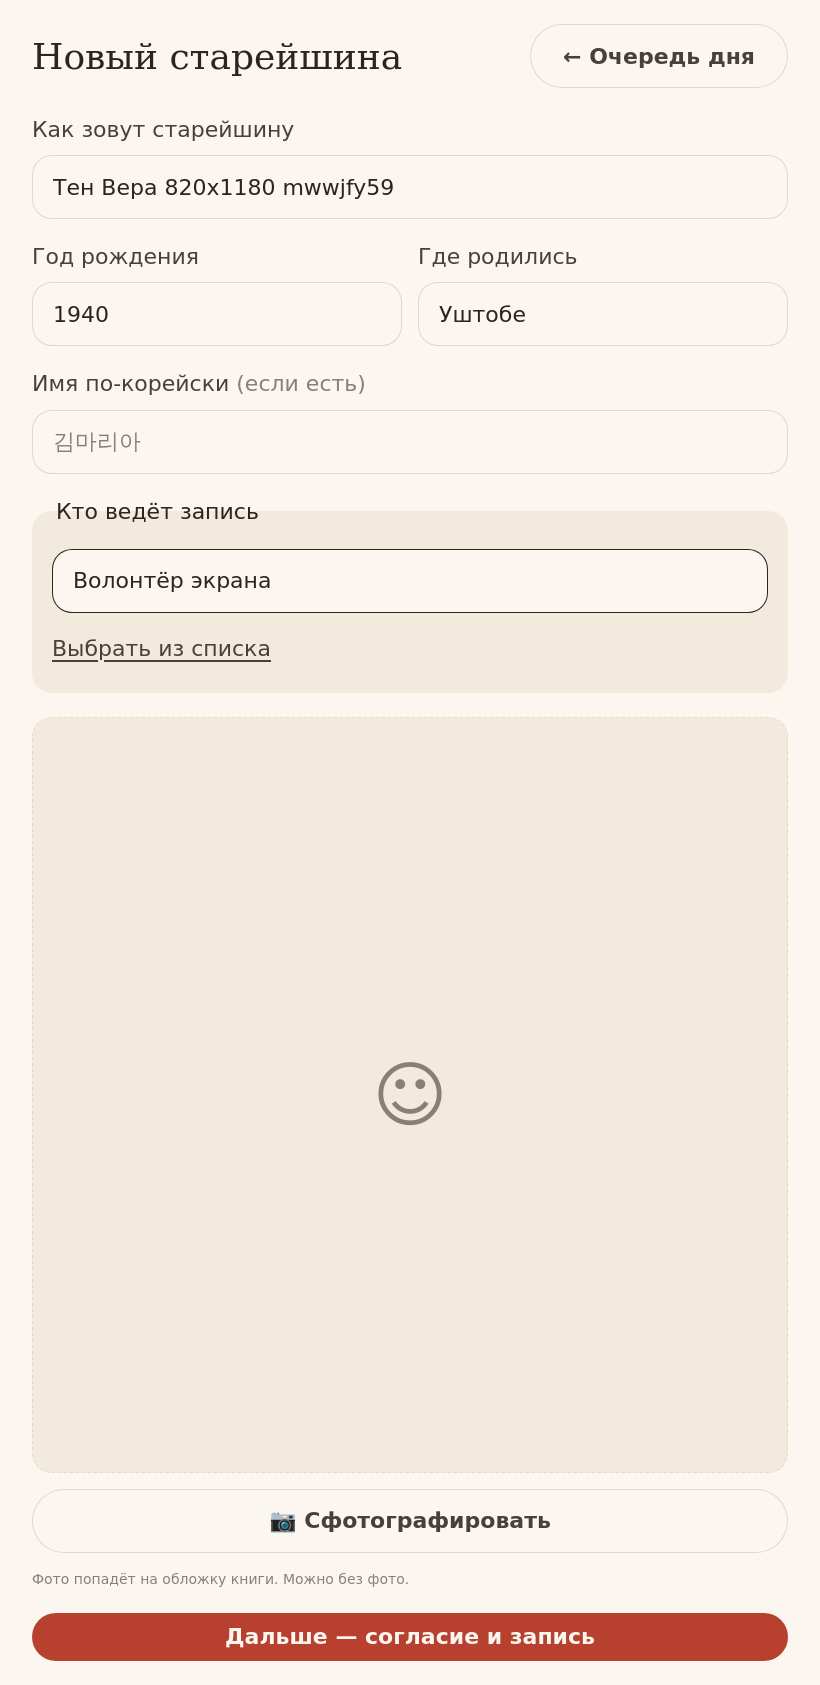 Новый старейшина
← Очередь дня
Как зовут старейшину
Тен Вера 820x1180 mwwjfy59
Год рождения
Где родились
1940
Уштобе
Имя по-корейски (если есть)
김마리아
Кто ведёт запись
Волонтёр экрана
Выбрать из списка
📷 Сфотографировать
Фото попадёт на обложку книги. Можно без фото.
Дальше — согласие и запись